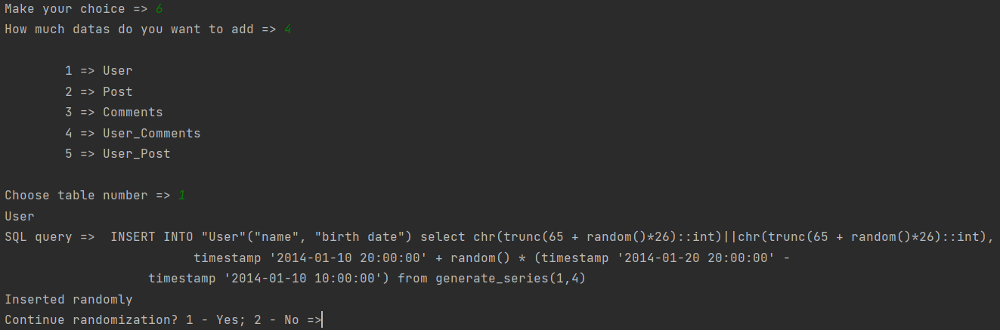 Make your choice => 6
How much datas do you want to add => 4
1 => User
2 => Post
3 => Comments
4 => User_Comments
5 => User_Post
Choose table number => 1
User
SQL query =>  INSERT INTO "User"("name", "birth date") select chr(trunc(65 + random()*26)::int)||chr(trunc(65 + random()*26)::int),
timestamp '2014-01-10 20:00:00' + random() * (timestamp '2014-01-20 20:00:00' -
timestamp '2014-01-10 10:00:00') from generate_series(1,4)
Inserted randomly
Continue randomization? 1 - Yes; 2 - No =>